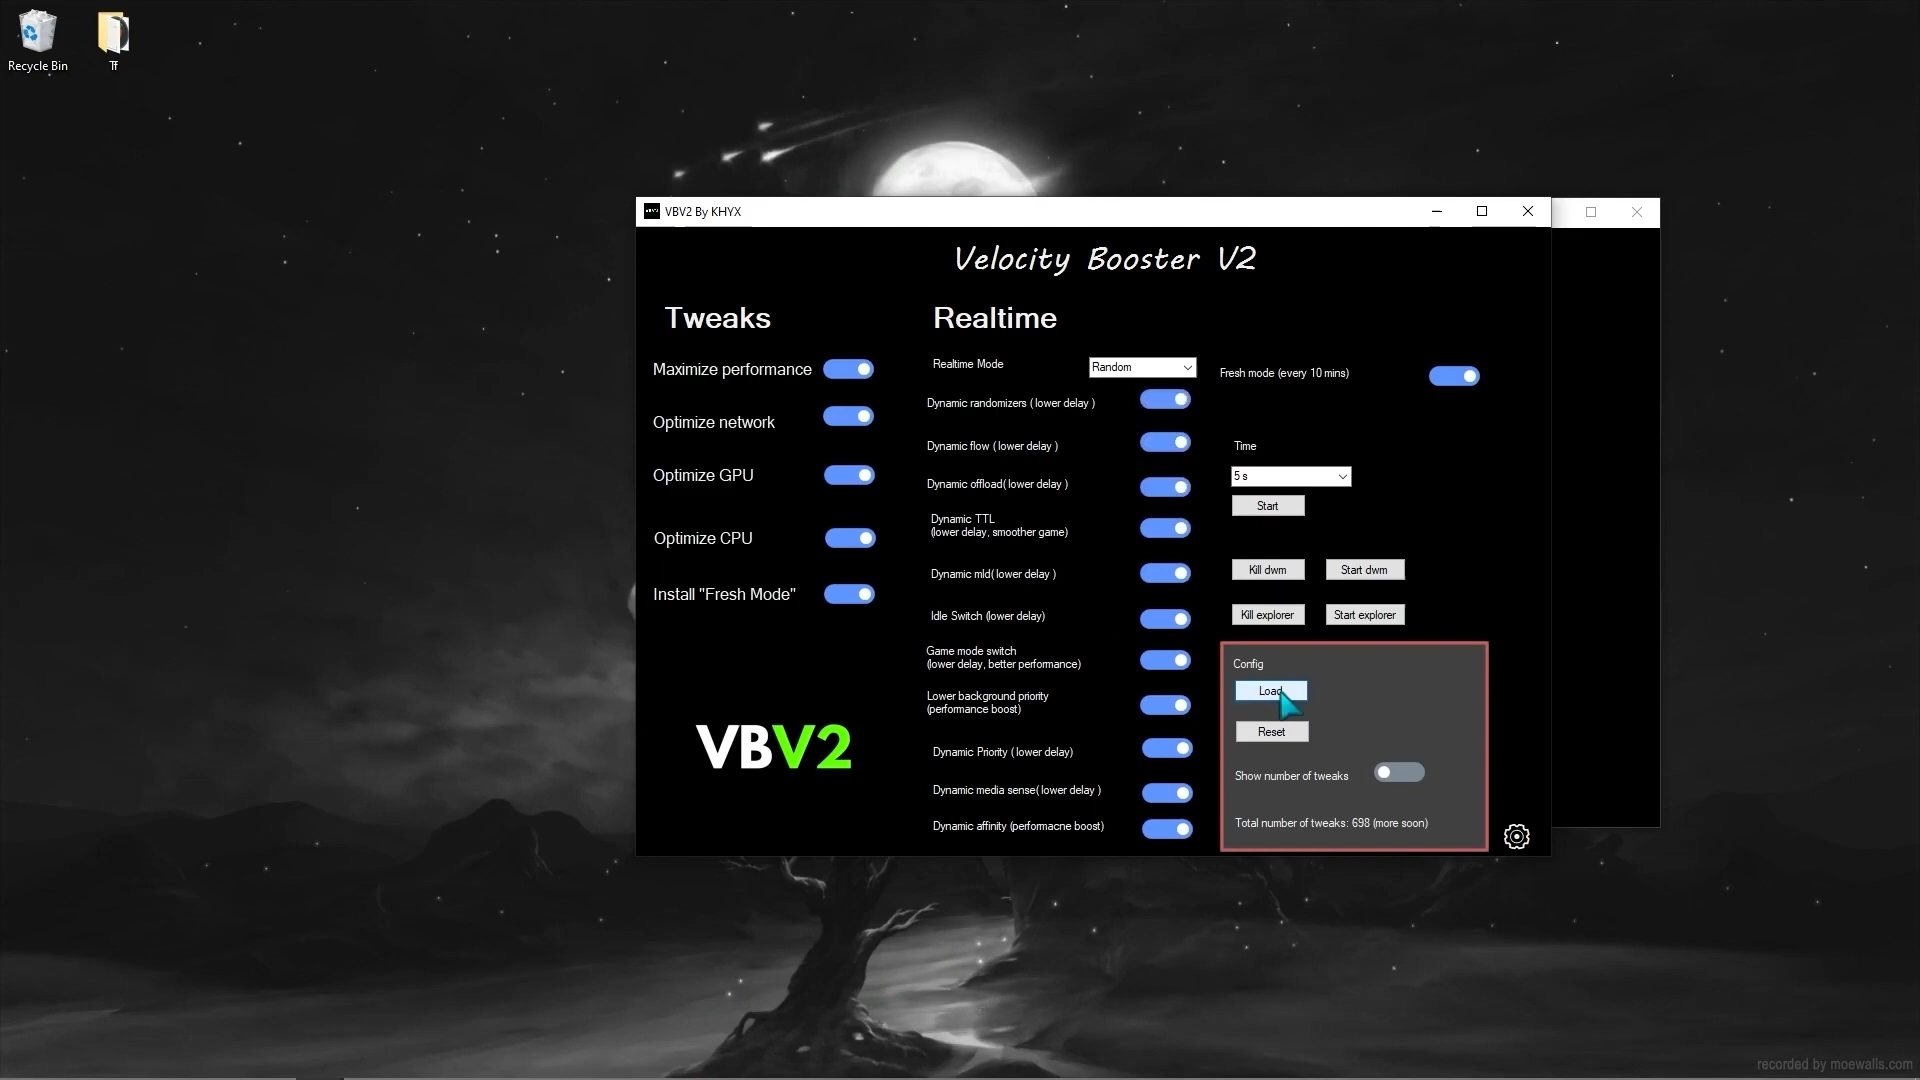 Recycle Bin
Tf
VBV2 By KHYX
Velocity Booster V2
Tweaks
Maximize performance
Optimize network
Optimize GPU
Optimize CPU
Install "Fresh Mode"
VBV2
Realtime
Realtime Mode
Random
Dynamic randomizers ( lower delay )
Dynamic flow ( lower delay )
Dynamic offload( lower delay )
Dynamic TTL
(lower delay, smoother game)
Dynamic mld( lower delay )
Idle Switch (lower delay)
Game mode switch
(lower delay, better performance)
Lower background priority
(performance boost)
Dynamic Priority ( lower delay)
Dynamic media sense( lower delay )
Dynamic affinity (performacne boost)
Fresh mode (every 10 mins)
Time
5 s
Start
Kill dwm
Start dwm
Kill explorer
Start explorer
Config
Load
Reset
Show number of tweaks
Total number of tweaks: 698 (more soon)
recorded by moewalls.com